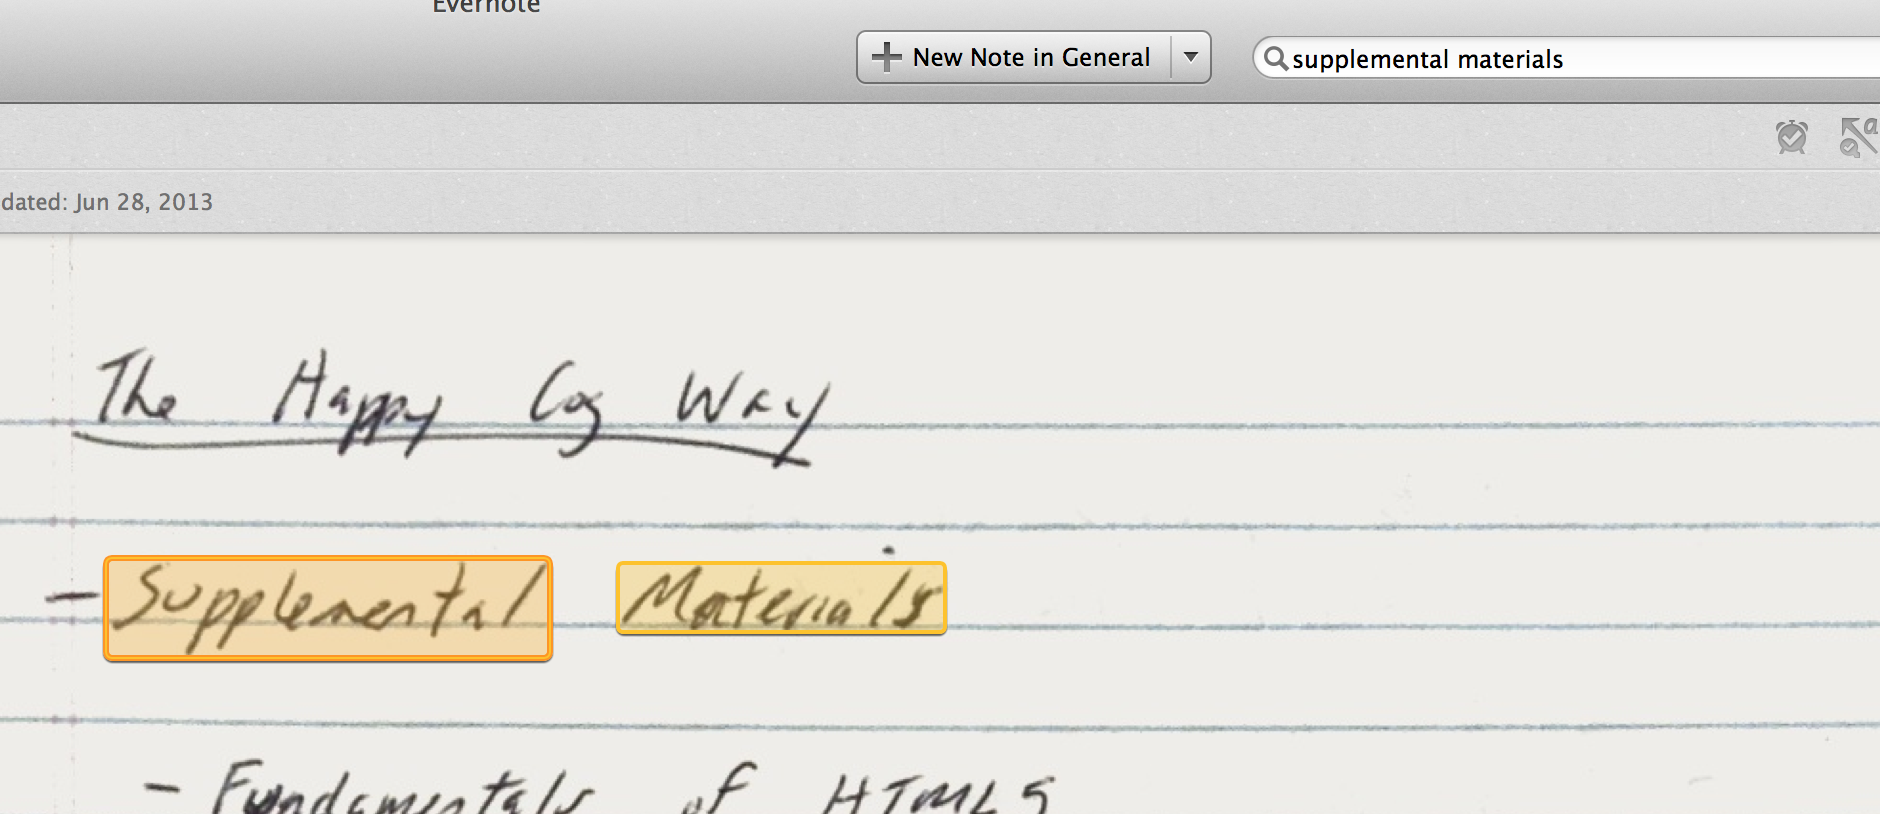 Evernote
New Note in General
supplemental materials
dated: Jun 28, 2013
The Happy Cog Way
- Supplemental Materials
- Fundamentals of HTML5